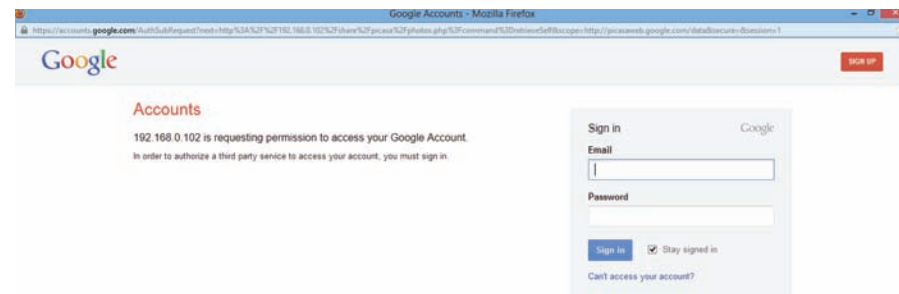 Google Accounts - Mozilla Firefox
https://accounts.google.com/AuthSubRequest?next=http%3A%2F%2F192.168.0.102%2Fshare%2Fpicasa%2Fphotos.php%3Fcommand%3DretrieveSelf&scope=http://picasaweb.google.com/data&secure=&session=1
Google
SIGN UP
Accounts
192.168.0.102 is requesting permission to access your Google Account.
In order to authorize a third party service to access your account, you must sign in.
Sign in Google
Email
Password
Sign in Stay signed in
Can't access your account?